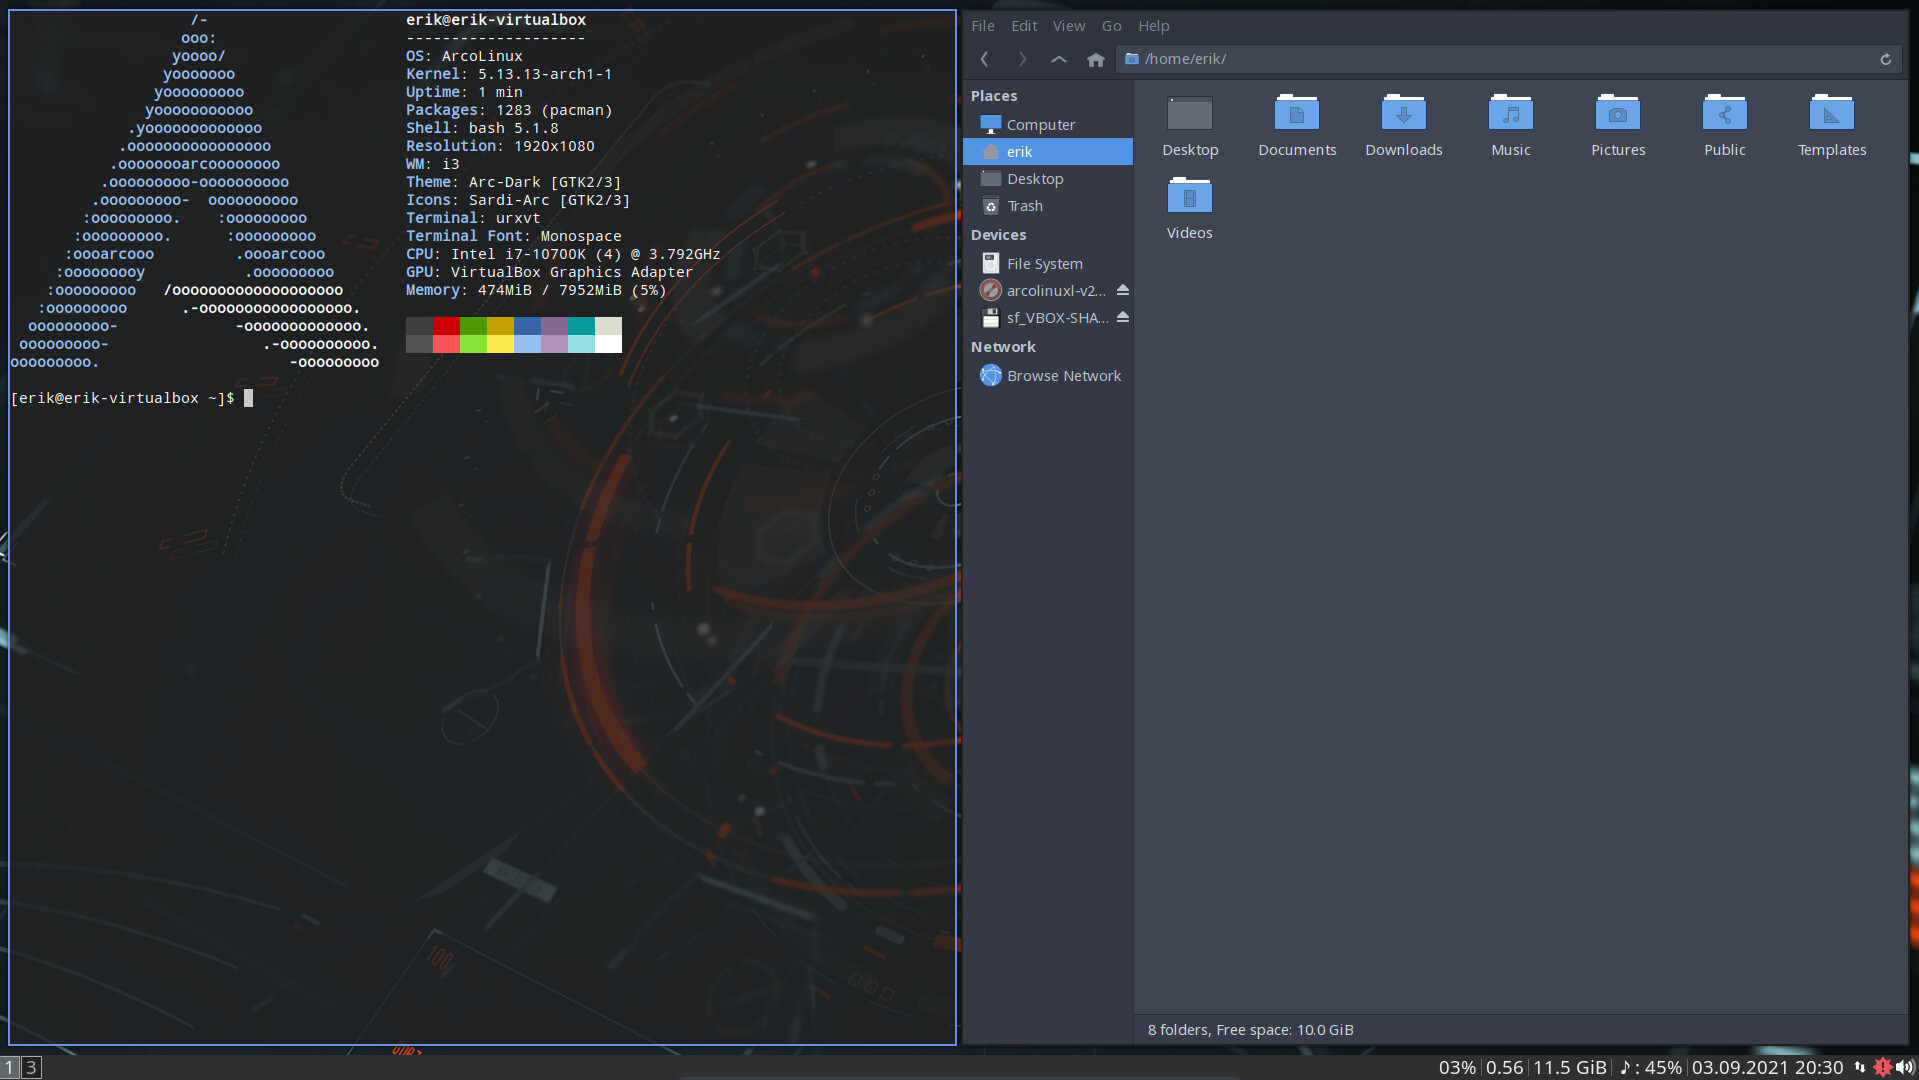 /-
ooo:
yoooo/
yooooooo
yooooooooo
yooooooooooo
.yooooooooooooo
.oooooooooooooooo
.oooooooarcoooooooo
.ooooooooo-oooooooooo
.ooooooooo-  oooooooooo
:ooooooooo.    :ooooooooo
:ooooooooo.      :ooooooooo
:oooarcooo         .oooarcooo
:ooooooooy           .ooooooooo
:ooooooooo   /ooooooooooooooooooo
:ooooooooo      .-ooooooooooooooooo.
ooooooooo-             -ooooooooooooo.
ooooooooo-                 .-oooooooooo.
ooooooooo.                     -ooooooooo
erik@erik-virtualbox
--------------------
OS: ArcoLinux
Kernel: 5.13.13-arch1-1
Uptime: 1 min
Packages: 1283 (pacman)
Shell: bash 5.1.8
Resolution: 1920x1080
WM: i3
Theme: Arc-Dark [GTK2/3]
Icons: Sardi-Arc [GTK2/3]
Terminal: urxvt
Terminal Font: Monospace
CPU: Intel i7-10700K (4) @ 3.792GHz
GPU: VirtualBox Graphics Adapter
Memory: 474MiB / 7952MiB (5%)
[erik@erik-virtualbox ~]$
100
File Edit View Go Help
/home/erik/
Places
Computer
erik
Desktop
Trash
Devices
File System
arcolinuxl-v2...
sf_VBOX-SHA...
Network
Browse Network
Desktop Documents Downloads Music Pictures Public Templates
Videos
8 folders, Free space: 10.0 GiB
1 3
03% 0.56 11.5 GiB ♪: 45% 03.09.2021 20:30